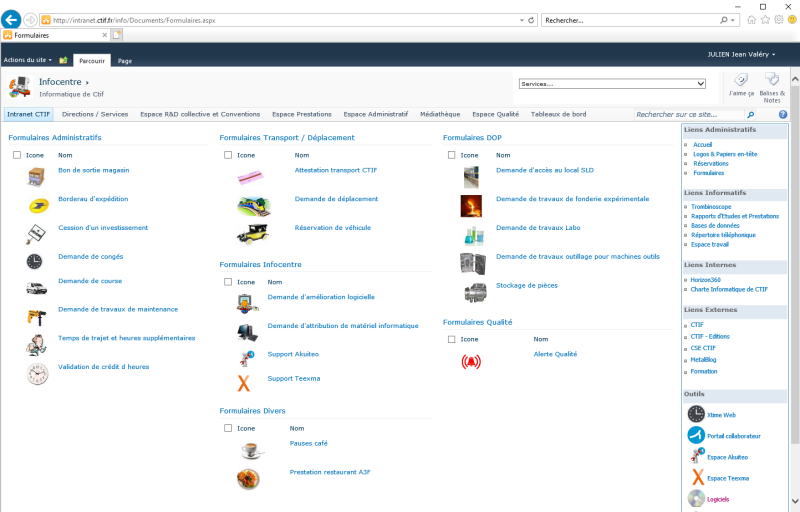 http://intranet.ctif.fr/info/Documents/Formulaires.aspx
Rechercher...
Formulaires
Actions du site
Parcourir
Page
JULIEN Jean Valéry
Infocentre
Informatique de Ctif
Services...
J'aime ça
Balises & Notes
Intranet CTIF
Directions / Services
Espace R&D collective et Conventions
Espace Prestations
Espace Administratif
Médiathèque
Espace Qualité
Tableaux de bord
Rechercher sur ce site...
Formulaires Administratifs
Icone Nom
Bon de sortie magasin
Borderau d'expédition
Cession d'un investissement
Demande de congés
Demande de course
Demande de travaux de maintenance
Temps de trajet et heures supplémentaires
Validation de crédit d heures
Formulaires Transport / Déplacement
Icone Nom
Attestation transport CTIF
Demande de déplacement
Réservation de véhicule
Formulaires Infocentre
Icone Nom
Demande d'amélioration logicielle
Demande d'attribution de matériel informatique
Support Akuiteo
Support Teexma
Formulaires Divers
Icone Nom
Pauses café
Prestation restaurant A3F
Formulaires DOP
Icone Nom
Demande d'accès au local SLD
Demande de travaux de fonderie expérimentale
Demande de travaux Labo
Demande de travaux outillage pour machines outils
Stockage de pièces
Formulaires Qualité
Icone Nom
Alerte Qualité
Liens Administratifs
Accueil
Logos & Papiers en-tête
Réservations
Formulaires
Liens Informatifs
Trombinoscope
Rapports d'Etudes et Prestations
Bases de données
Répertoire téléphonique
Espace travail
Liens Internes
Horizon360
Charte Informatique de CTIF
Liens Externes
CTIF
CTIF - Editions
CSE CTIF
MetalBlog
Formation
Outils
Xtime Web
Portail collaborateur
Espace Akuiteo
Espace Teexma
Logiciels